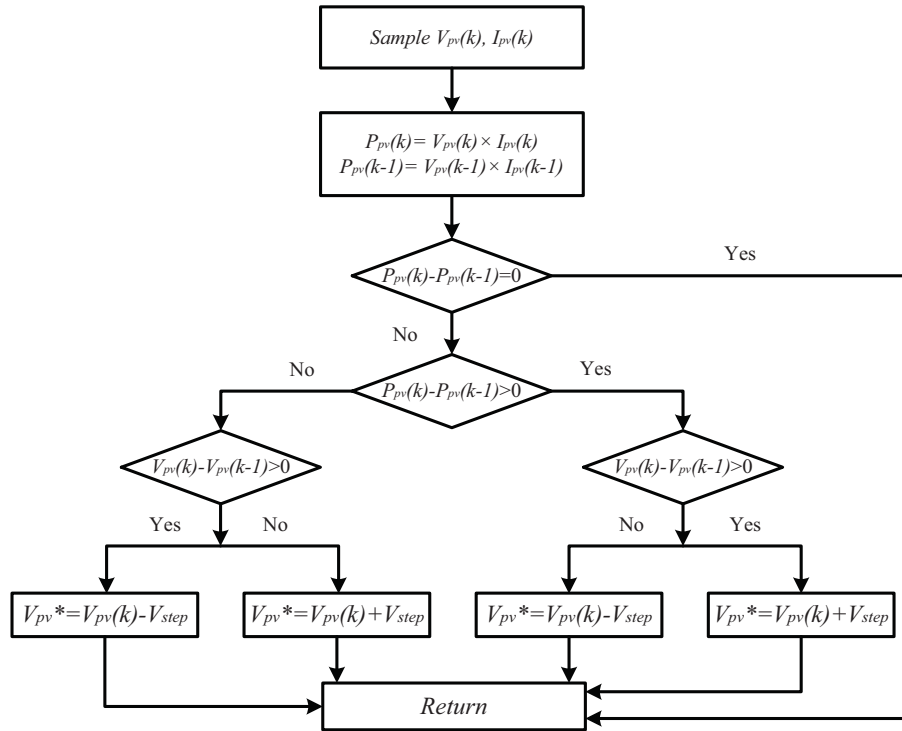 Sample Vpv(k), Ipv(k)
Ppv(k)= Vpv(k)× Ipv(k)
Ppv(k-1)= Vpv(k-1)× Ipv(k-1)
Ppv(k)-Ppv(k-1)=0
Yes
No
Ppv(k)-Ppv(k-1)>0
No
Yes
Vpv(k)-Vpv(k-1)>0
Vpv(k)-Vpv(k-1)>0
Yes
No
No
Yes
Vpv*=Vpv(k)-Vstep
Vpv*=Vpv(k)+Vstep
Vpv*=Vpv(k)-Vstep
Vpv*=Vpv(k)+Vstep
Return